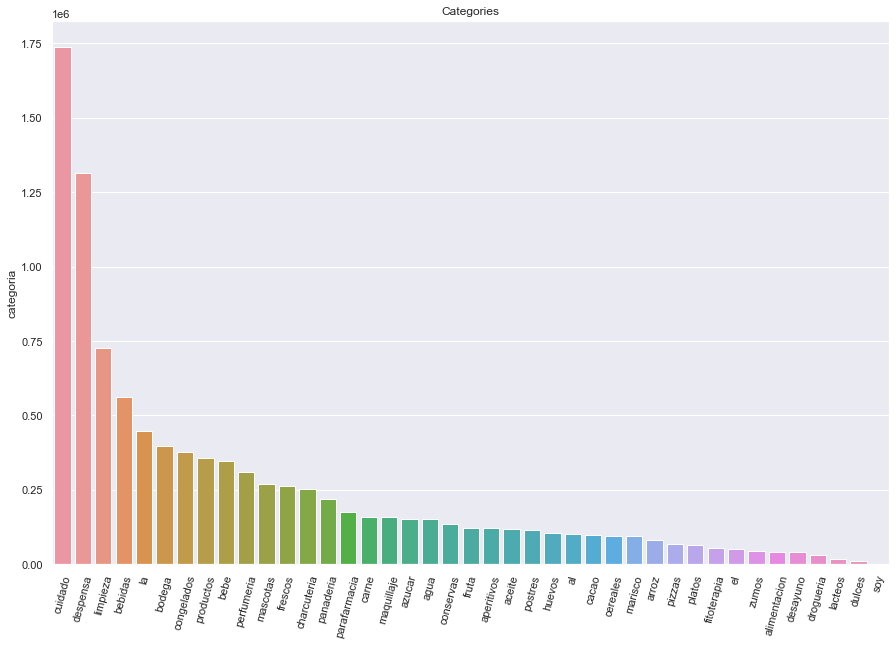 Categories
1e6
1.75
1.50
1.25
1.00
0.75
0.50
0.25
0.00
categoria
cuidado
despensa
limpieza
bebidas
la
bodega
congelados
productos
bebe
perfumeria
mascotas
frescos
charcuteria
panaderia
parafarmacia
carne
maquillaje
azucar
agua
conservas
fruta
aperitivos
aceite
postres
huevos
al
cacao
cereales
marisco
arroz
pizzas
platos
fitoterapia
el
zumos
alimentacion
desayuno
drogueria
lacteos
dulces
soy